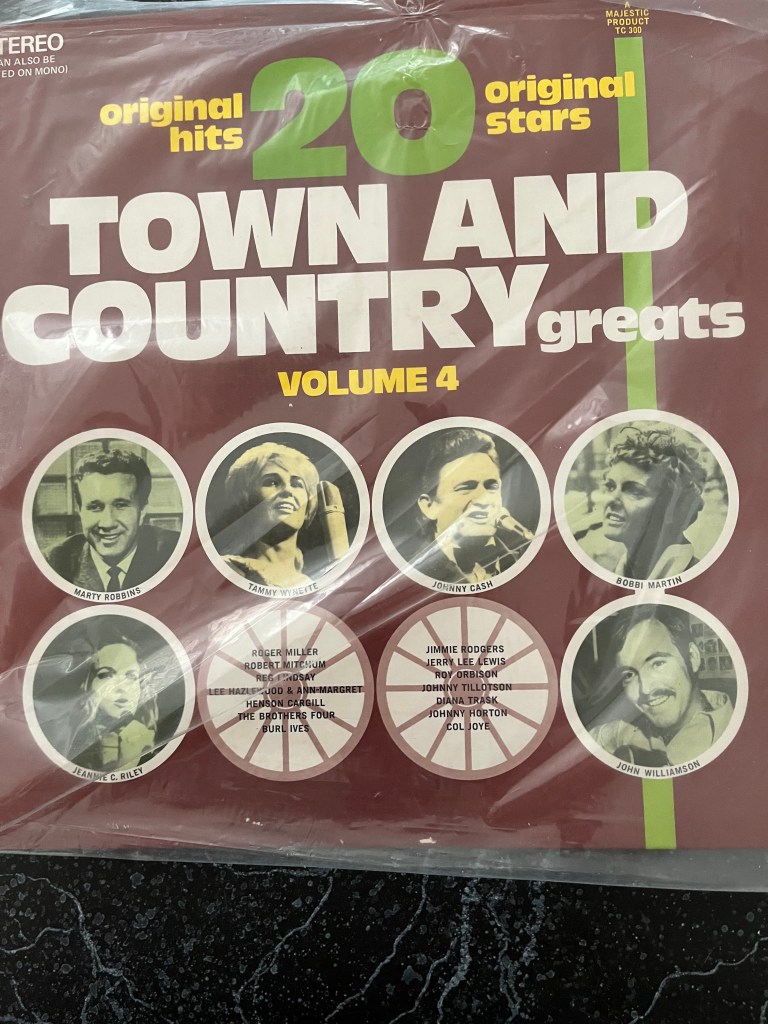 A
MAJESTIC
PRODUCT
TC 300
STEREO
AN ALSO BE
ED ON MONO)
original
hits
20
original
stars
TOWN AND
COUNTRY greats
VOLUME 4
MARTY ROBBINS
TAMMY WYNETTE
JOHNNY CASH
BOBBI MARTIN
JEANNIE C. RILEY
ROGER MILLER
ROBERT MITCHUM
REG LINDSAY
LEE HAZLEWOOD & ANN-MARGRET
HENSON CARGILL
THE BROTHERS FOUR
BURL IVES
JIMMIE RODGERS
JERRY LEE LEWIS
ROY ORBISON
JOHNNY TILLOTSON
DIANA TRASK
JOHNNY HORTON
COL JOYE
JOHN WILLIAMSON